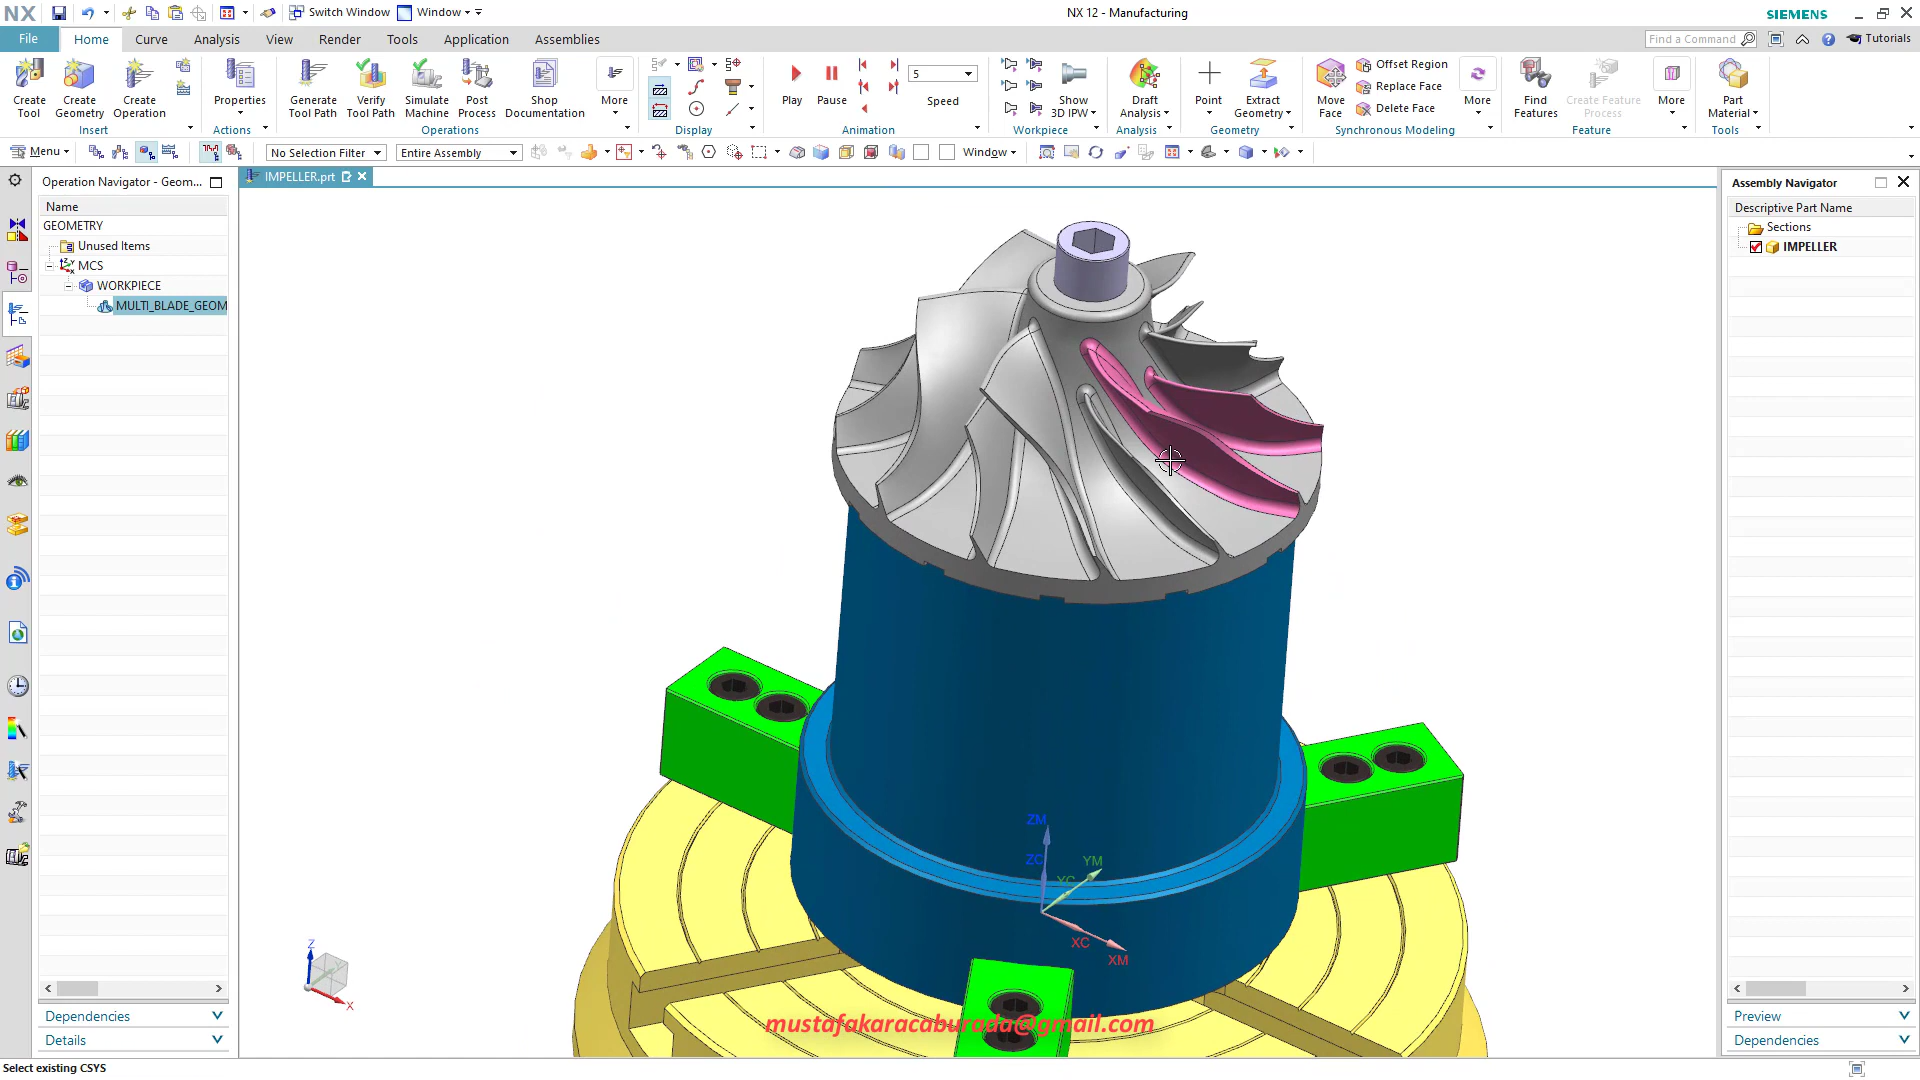 NX
Switch Window
Window
NX 12 - Manufacturing
SIEMENS
File
Home
Curve
Analysis
View
Render
Tools
Application
Assemblies
Find a Command
Tutorials
Create Tool
Create Geometry
Create Operation
Properties
Generate Tool Path
Verify Tool Path
Simulate Machine
Post Process
Shop Documentation
More
5
Speed
Play
Pause
Show 3D IPW
Draft Analysis
Point
Extract Geometry
Move Face
Offset Region
Replace Face
Delete Face
More
Find Features
Create Feature Process
More
Part Material
Insert
Actions
Operations
Display
Animation
Workpiece
Analysis
Geometry
Synchronous Modeling
Feature
Tools
Menu
No Selection Filter
Entire Assembly
Window
Operation Navigator - Geom...
IMPELLER.prt
Assembly Navigator
Name
GEOMETRY
Unused Items
MCS
WORKPIECE
MULTI_BLADE_GEOM
Descriptive Part Name
Sections
IMPELLER
ZM
ZC
YM
YC
XC
XM
Z
X
mustafakaracaburada@gmail.com
Dependencies
Details
Preview
Dependencies
Select existing CSYS